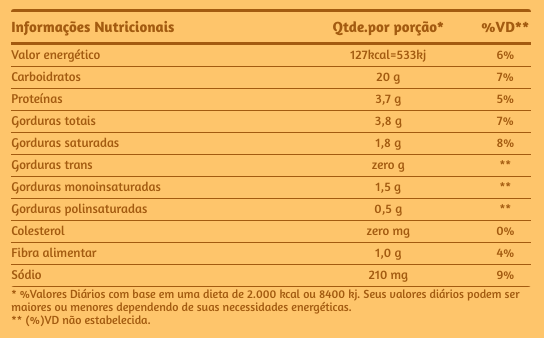 Informações Nutricionais Qtde.por porção* %VD**
Valor energético 127kcal=533kj 6%
Carboidratos 20 g 7%
Proteínas 3,7 g 5%
Gorduras totais 3,8 g 7%
Gorduras saturadas 1,8 g 8%
Gorduras trans zero g **
Gorduras monoinsaturadas 1,5 g **
Gorduras polinsaturadas 0,5 g **
Colesterol zero mg 0%
Fibra alimentar 1,0 g 4%
Sódio 210 mg 9%
* %Valores Diários com base em uma dieta de 2.000 kcal ou 8400 kj. Seus valores diários podem ser
maiores ou menores dependendo de suas necessidades energéticas.
** (%)VD não estabelecida.